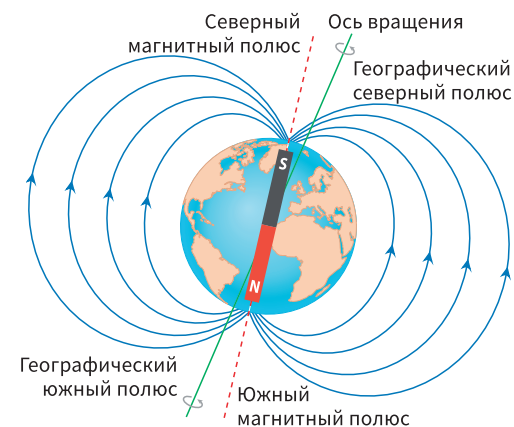 Северный
магнитный полюс
Ось вращения
Географический
северный полюс
S
N
Географический
южный полюс
Южный
магнитный полюс